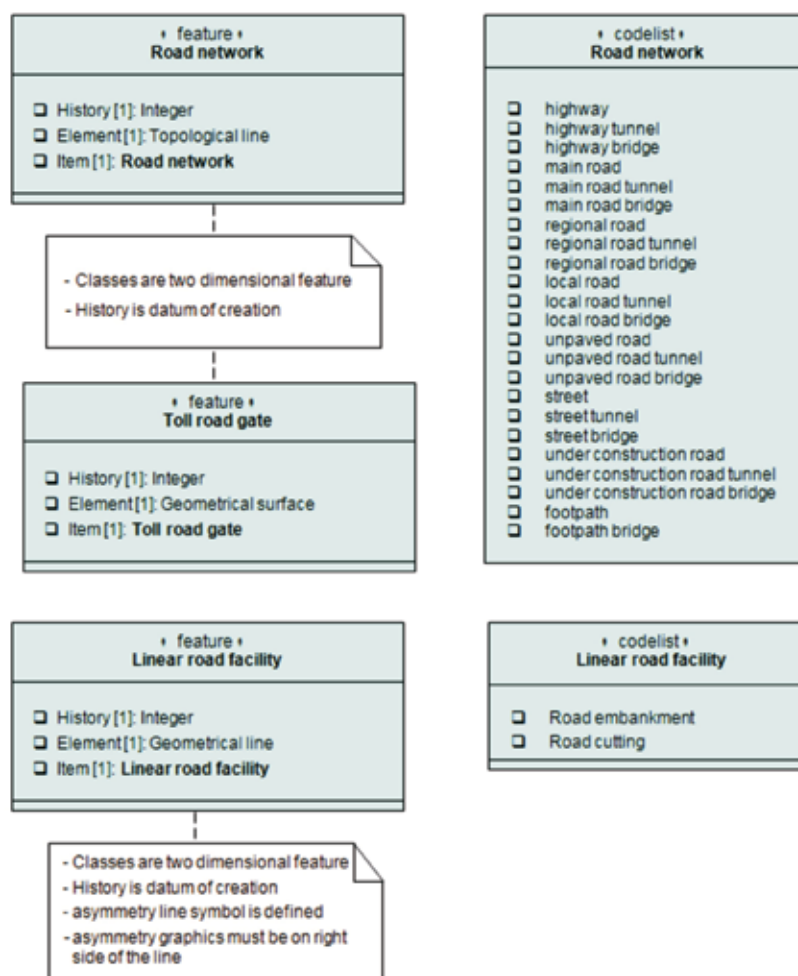 feature
Road network
History [1]: Integer
Element [1]: Topological line
Item [1]: Road network
- Classes are two dimensional feature
- History is datum of creation
feature
Toll road gate
History [1]: Integer
Element [1]: Geometrical surface
Item [1]: Toll road gate
codelist
Road network
highway
highway tunnel
highway bridge
main road
main road tunnel
main road bridge
regional road
regional road tunnel
regional road bridge
local road
local road tunnel
local road bridge
unpaved road
unpaved road tunnel
unpaved road bridge
street
street tunnel
street bridge
under construction road
under construction road tunnel
under construction road bridge
footpath
footpath bridge
feature
Linear road facility
History [1]: Integer
Element [1]: Geometrical line
Item [1]: Linear road facility
- Classes are two dimensional feature
- History is datum of creation
- asymmetry line symbol is defined
- asymmetry graphics must be on right
side of the line
codelist
Linear road facility
Road embankment
Road cutting